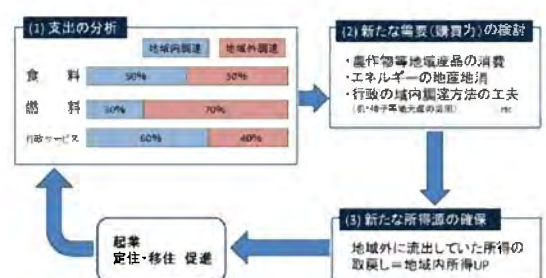 (1) 支出の分析
地域内調達 地域外調達
食 料 50% 50%
燃 料 30% 70%
行政サービス 60% 40%
(2) 新たな需要(購買力)の検討
・農作物等地域産品の消費
・エネルギーの地産地消
・行政の域内調達方法の工夫
etc
(3) 新たな所得源の確保
地域外に流出していた所得の
取戻し=地域内所得UP
起業
定住・移住 促進